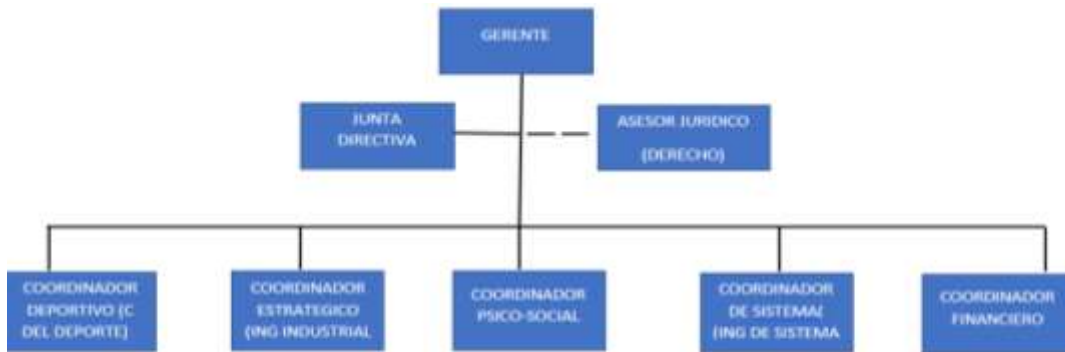 GERENTE
JUNTA
DIRECTIVA
ASESOR JURIDICO
(DERECHO)
COORDINADOR
DEPORTIVO (C
DEL DEPORTE)
COORDINADOR
ESTRATEGICO
(ING INDUSTRIAL
COORDINADOR
PSICO-SOCIAL
COORDINADOR
DE SISTEMA(
(ING DE SISTEMA
COORDINADOR
FINANCIERO